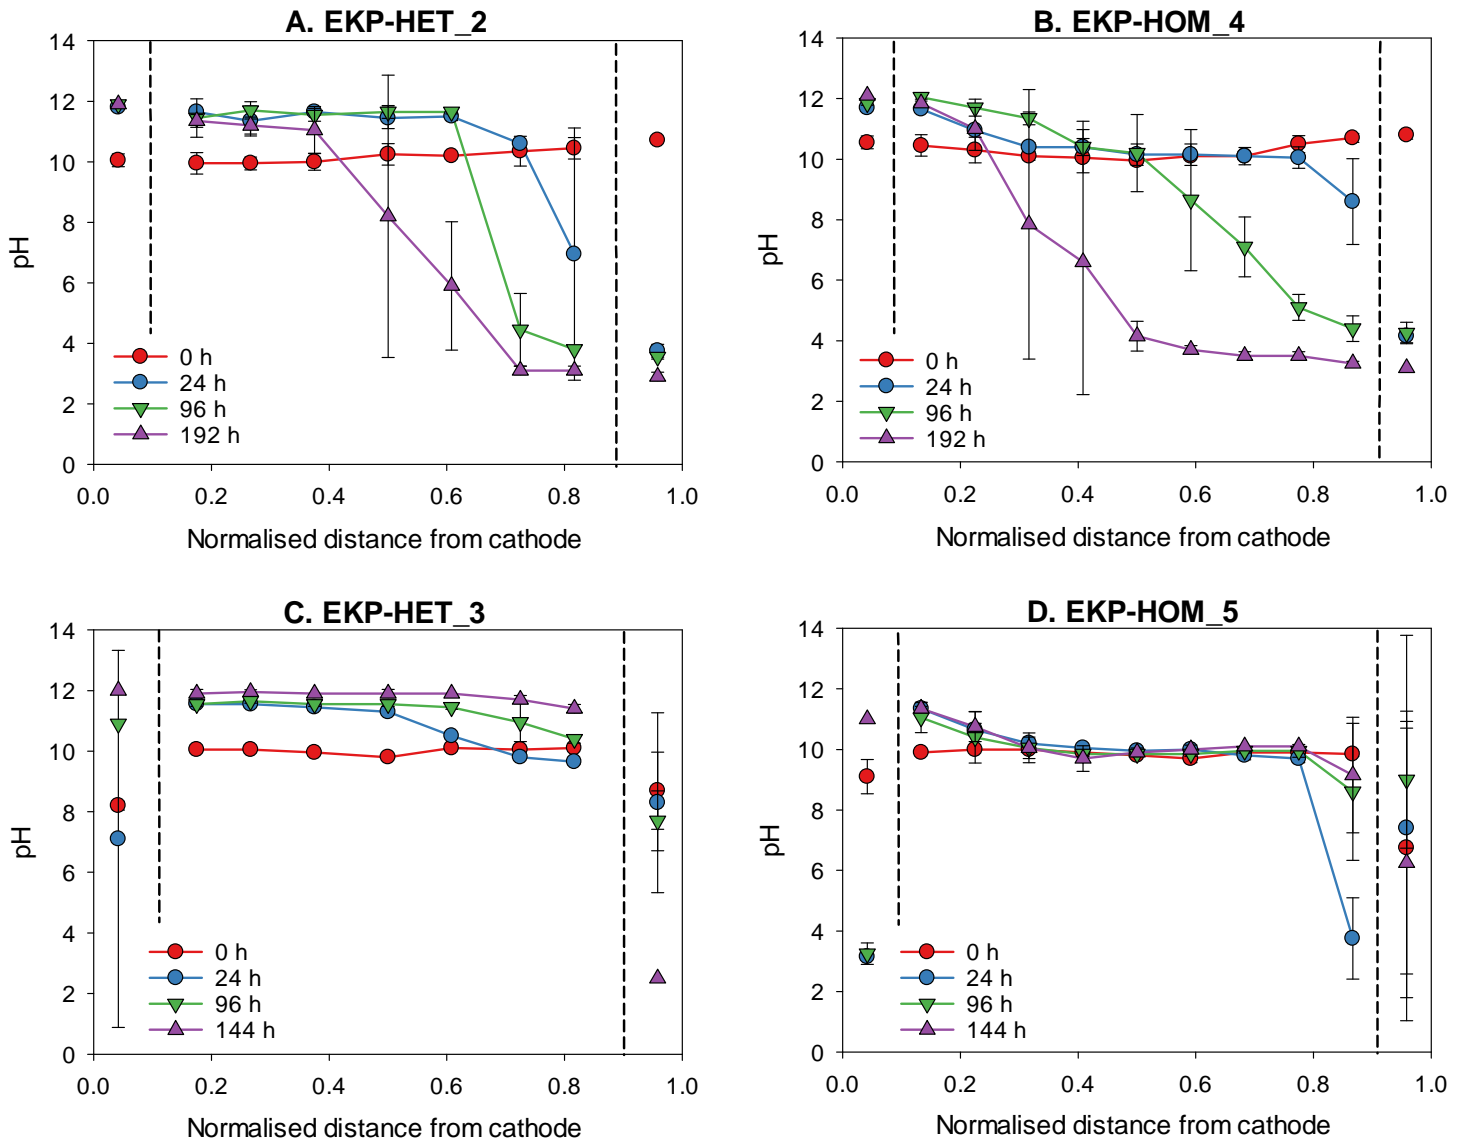 A. EKP-HET_2
14
12
10
8
6
4
2
0
pH
0 h
24 h
96 h
192 h
0.0 0.2 0.4 0.6 0.8 1.0
Normalised distance from cathode
B. EKP-HOM_4
14
12
10
8
6
4
2
0
pH
0 h
24 h
96 h
192 h
0.0 0.2 0.4 0.6 0.8 1.0
Normalised distance from cathode
C. EKP-HET_3
14
12
10
8
6
4
2
0
pH
0 h
24 h
96 h
144 h
0.0 0.2 0.4 0.6 0.8 1.0
Normalised distance from cathode
D. EKP-HOM_5
14
12
10
8
6
4
2
0
pH
0 h
24 h
96 h
144 h
0.0 0.2 0.4 0.6 0.8 1.0
Normalised distance from cathode